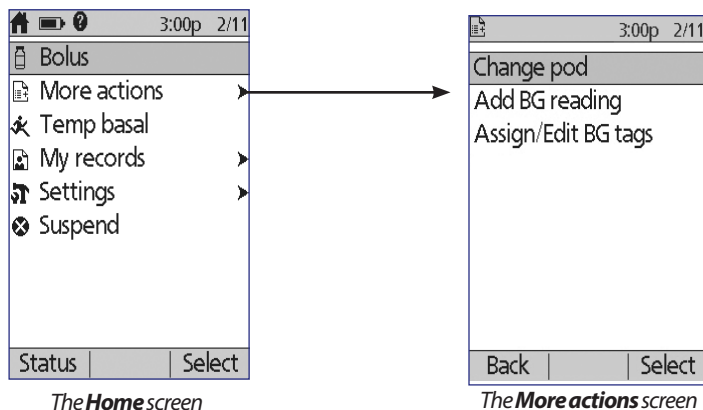 3:00p 2/11
Bolus
More actions
Temp basal
My records
Settings
Suspend
Status Select
The Home screen
3:00p 2/11
Change pod
Add BG reading
Assign/Edit BG tags
Back Select
The More actions screen